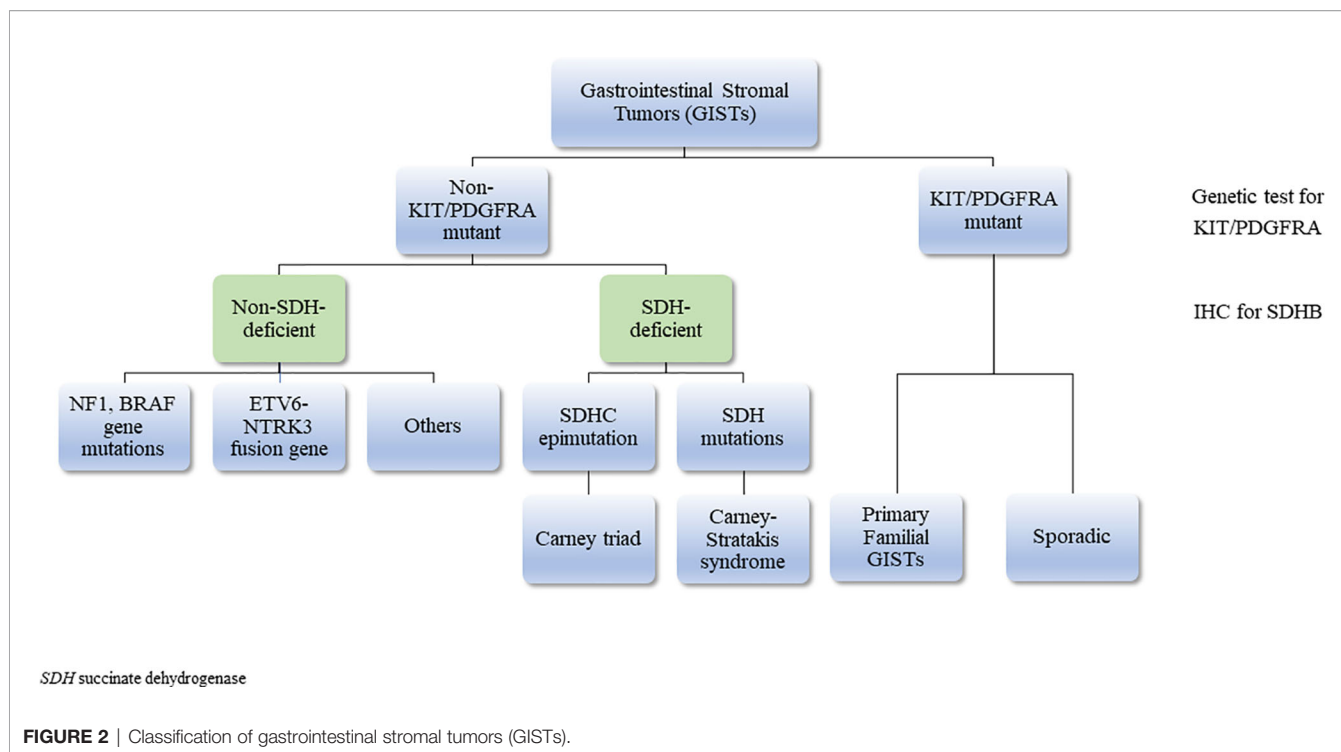 Gastrointestinal Stromal
Tumors (GISTs)
Non-
KIT/PDGFRA
mutant
KIT/PDGFRA
mutant
Genetic test for
KIT/PDGFRA
Non-SDH-
deficient
SDH-
deficient
IHC for SDHB
NF1, BRAF
gene
mutations
ETV6-
NTRK3
fusion gene
Others
SDHC
epimutation
SDH
mutations
Carney triad
Carney-
Stratakis
syndrome
Primary
Familial
GISTs
Sporadic
SDH succinate dehydrogenase
FIGURE 2 | Classification of gastrointestinal stromal tumors (GISTs).